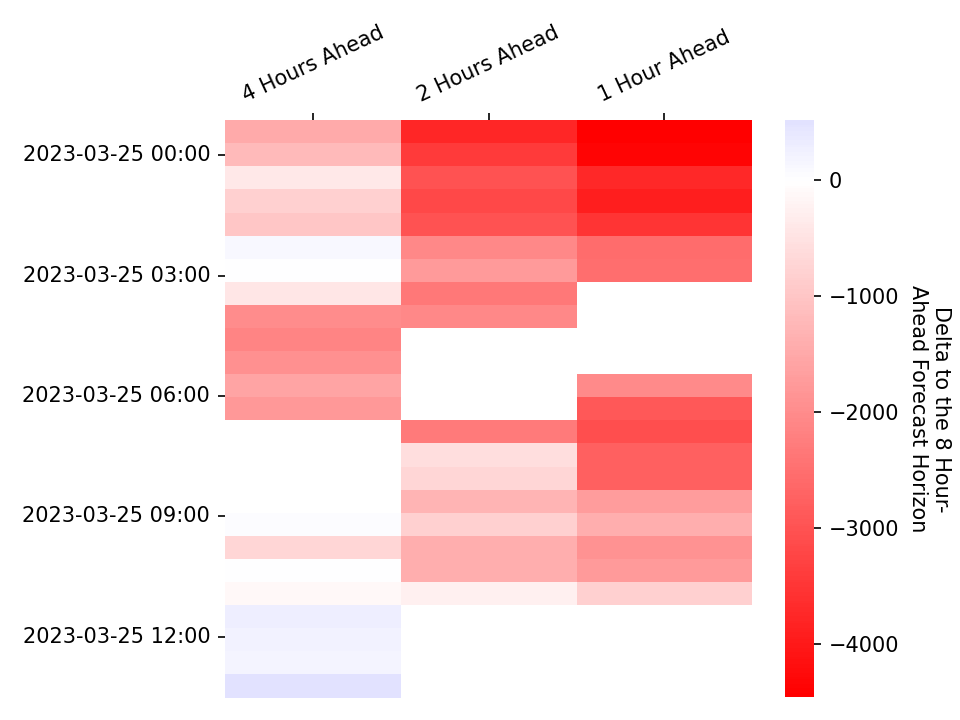 4 Hours Ahead
2 Hours Ahead
1 Hour Ahead
2023-03-25 00:00
2023-03-25 03:00
2023-03-25 06:00
2023-03-25 09:00
2023-03-25 12:00
0
−1000
−2000
−3000
−4000
Delta to the 8 Hour-
Ahead Forecast Horizon